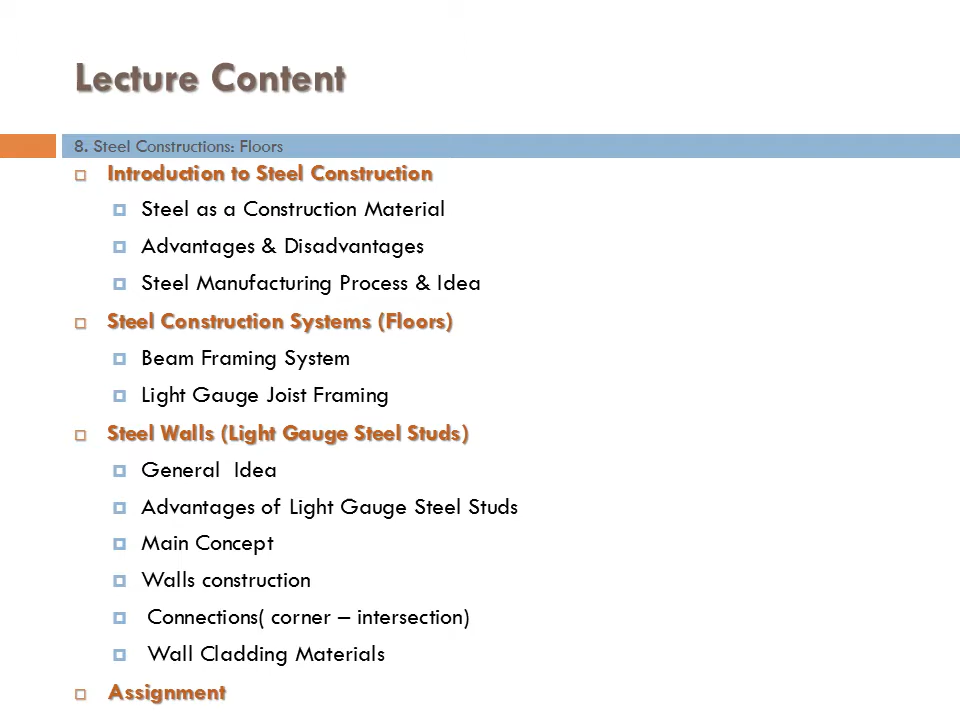 Lecture Content
8. Steel Constructions: Floors
Introduction to Steel Construction
Steel as a Construction Material
Advantages & Disadvantages
Steel Manufacturing Process & Idea
Steel Construction Systems (Floors)
Beam Framing System
Light Gauge Joist Framing
Steel Walls (Light Gauge Steel Studs)
General  Idea
Advantages of Light Gauge Steel Studs
Main Concept
Walls construction
Connections( corner – intersection)
Wall Cladding Materials
Assignment